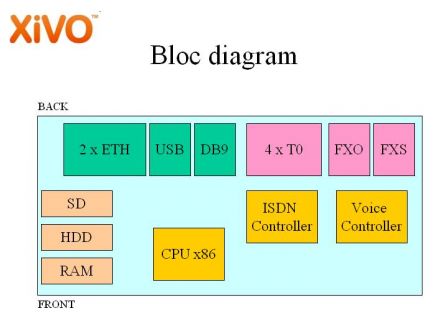 XiVO™
Bloc diagram
BACK
2 x ETH
USB
DB9
4 x T0
FXO
FXS
SD
HDD
RAM
CPU x86
ISDN
Controller
Voice
Controller
FRONT